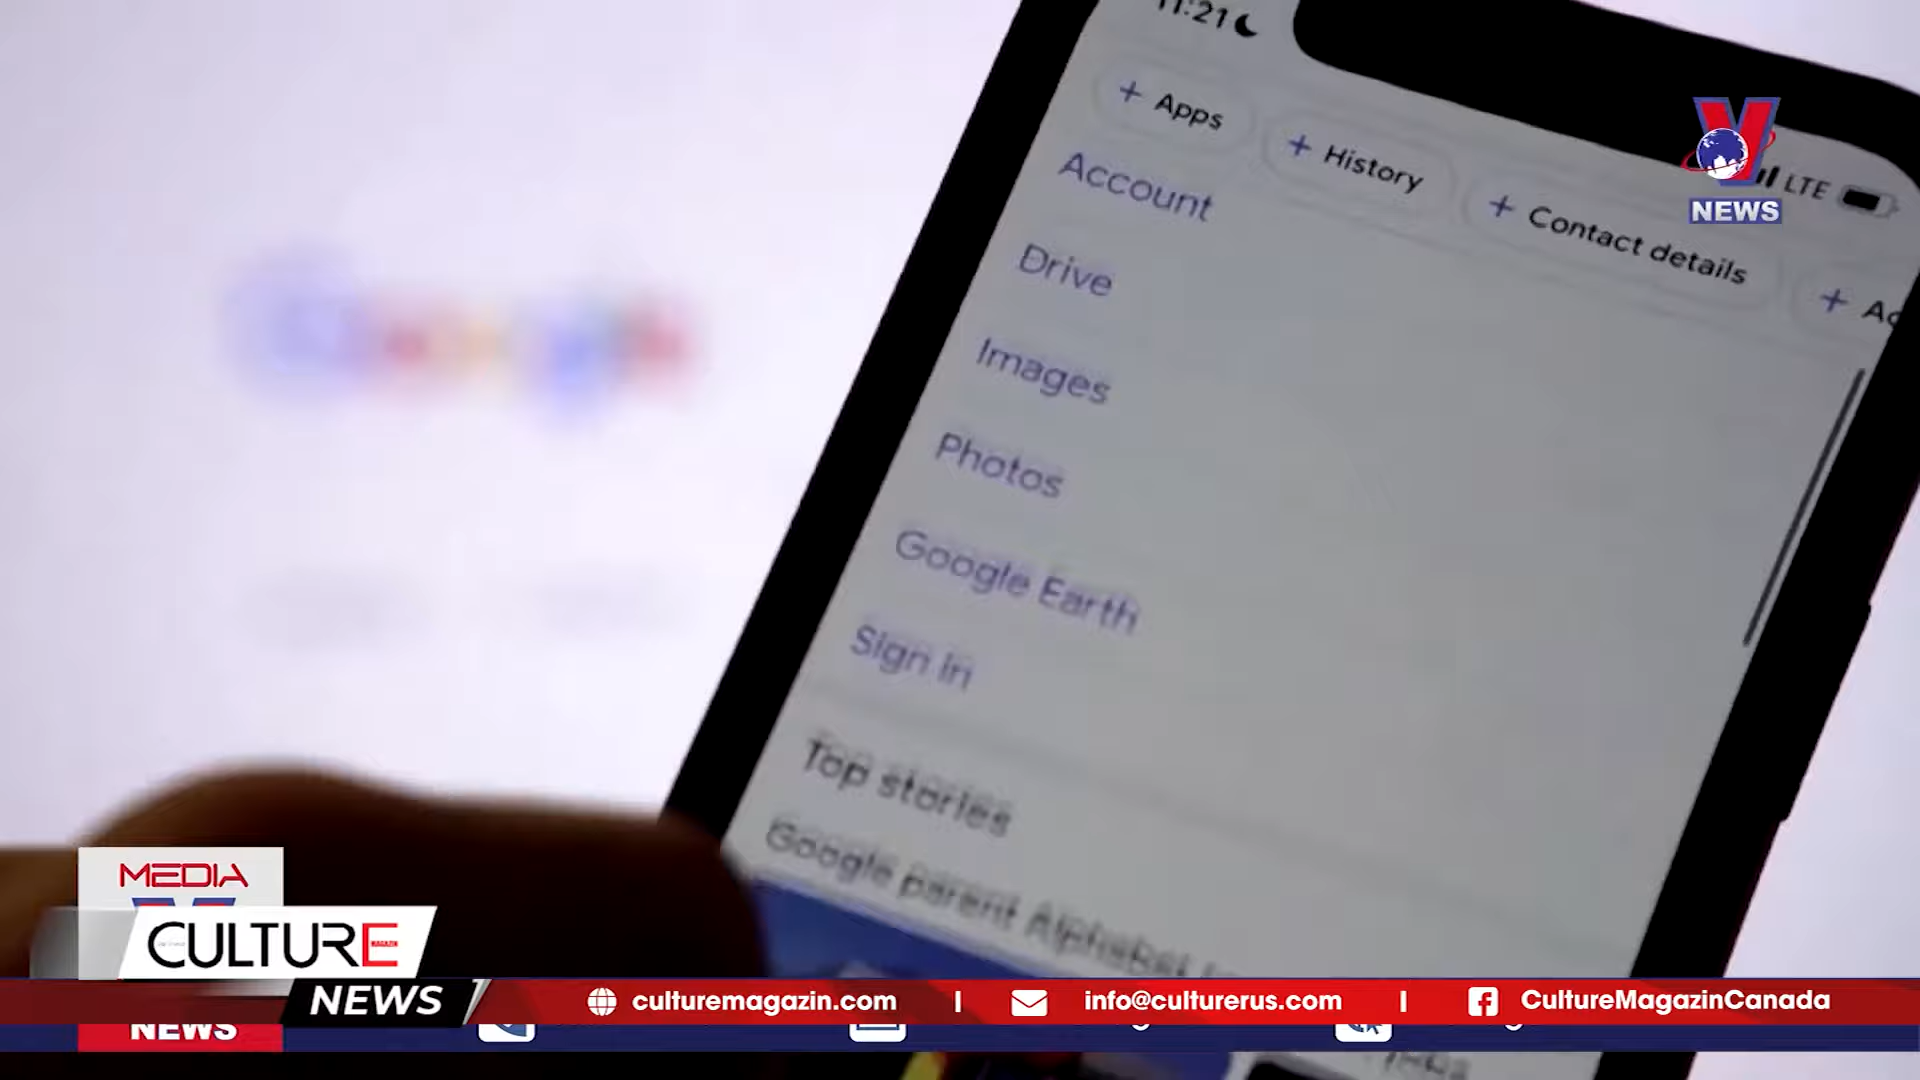 11:21
LTE
+ Apps
+ History
+ Contact details
+ Ac
Account
Drive
Images
Photos
Google Earth
Sign in
Top stories
Google parent Alphabet
V
NEWS
MEDIA
CULTURE
NEWS
culturemagazin.com | info@culturerus.com | CultureMagazinCanada
NEWS